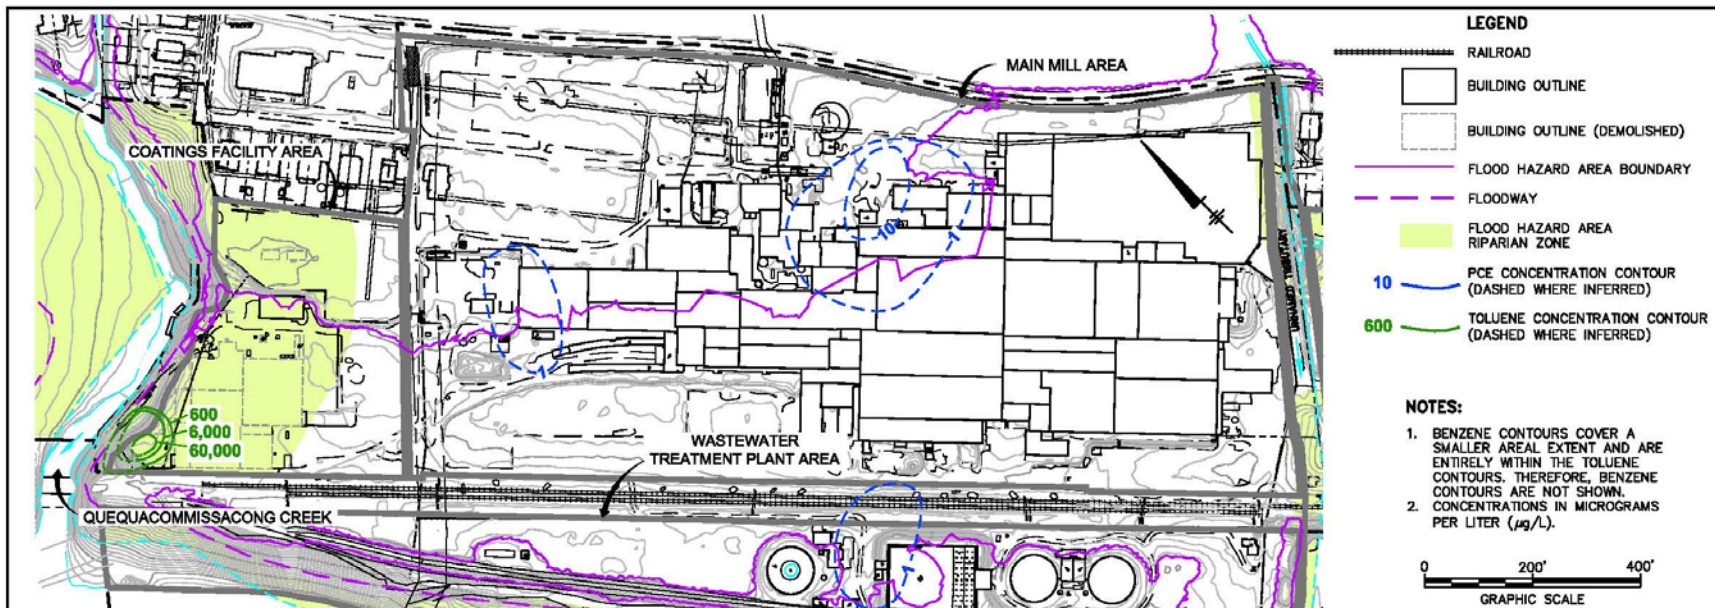 LEGEND
RAILROAD
BUILDING OUTLINE
BUILDING OUTLINE (DEMOLISHED)
FLOOD HAZARD AREA BOUNDARY
FLOODWAY
FLOOD HAZARD AREA
RIPARIAN ZONE
10
PCE CONCENTRATION CONTOUR
(DASHED WHERE INFERRED)
600
TOLUENE CONCENTRATION CONTOUR
(DASHED WHERE INFERRED)
NOTES:
1. BENZENE CONTOURS COVER A
SMALLER AREAL EXTENT AND ARE
ENTIRELY WITHIN THE TOLUENE
CONTOURS. THEREFORE, BENZENE
CONTOURS ARE NOT SHOWN.
2. CONCENTRATIONS IN MICROGRAMS
PER LITER (µg/L).
0 200' 400'
GRAPHIC SCALE
MAIN MILL AREA
COATINGS FACILITY AREA
UNNAMED TRIBUTARY
10
1
1
600
6,000
60,000
WASTEWATER
TREATMENT PLANT AREA
QUEQUACOMMISSACONG CREEK
1